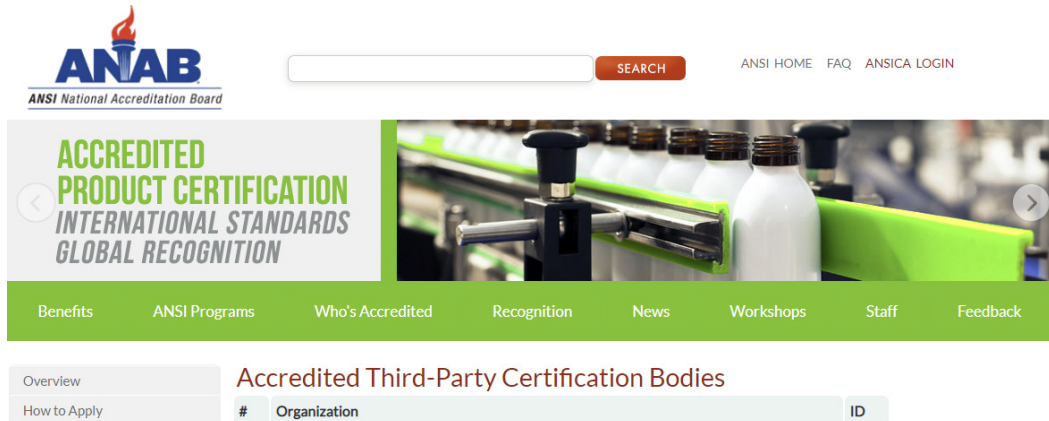 ANAB
ANSI National Accreditation Board
SEARCH
ANSI HOME FAQ ANSICA LOGIN
ACCREDITED
PRODUCT CERTIFICATION
INTERNATIONAL STANDARDS
GLOBAL RECOGNITION
Benefits ANSI Programs Who's Accredited Recognition News Workshops Staff Feedback
Overview
How to Apply
Accredited Third-Party Certification Bodies
# Organization ID